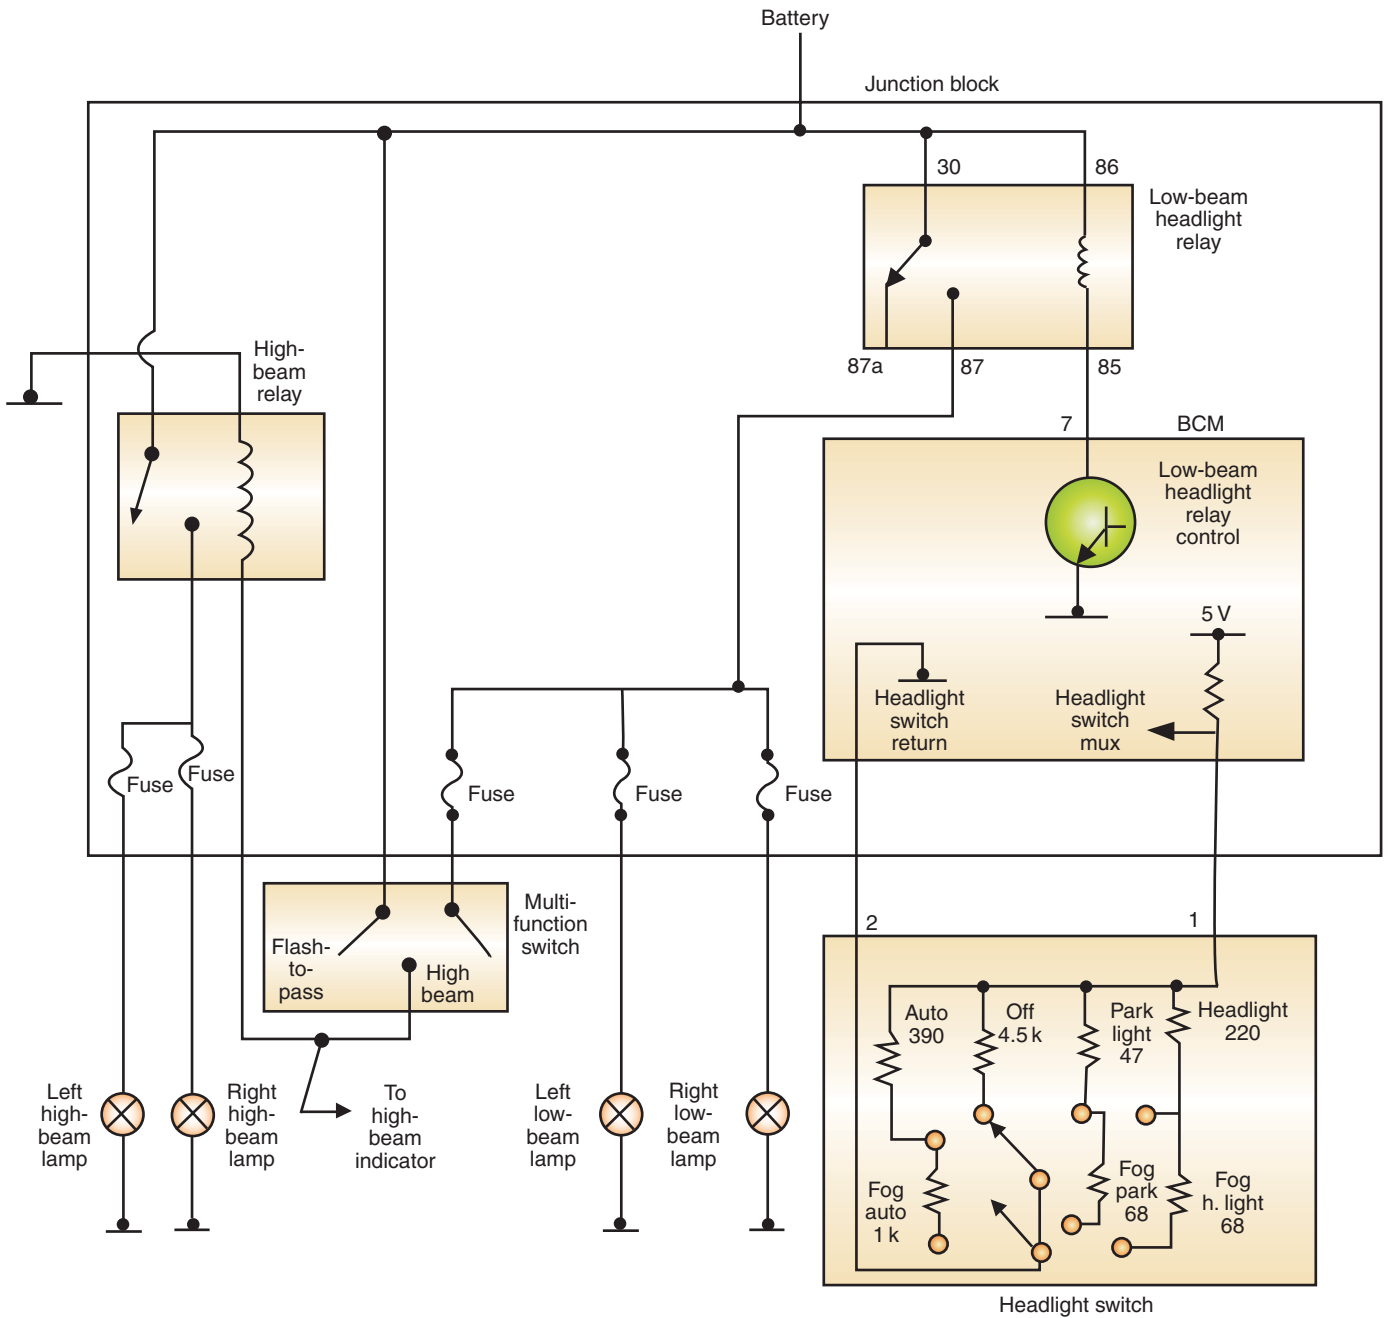 Battery
Junction block
30
86
Low-beam
headlight
relay
87a
87
85
High-
beam
relay
7
BCM
Low-beam
headlight
relay
control
5 V
Headlight
switch
return
Headlight
switch
mux
Fuse
Fuse
Fuse
Fuse
Fuse
Multi-
function
switch
Flash-
to-
pass
High
beam
2
1
Auto
390
Off
4.5 k
Park
light
47
Headlight
220
Left
high-
beam
lamp
Right
high-
beam
lamp
To
high-
beam
indicator
Left
low-
beam
lamp
Right
low-
beam
lamp
Fog
auto
1 k
Fog
park
68
Fog
h. light
68
Headlight switch